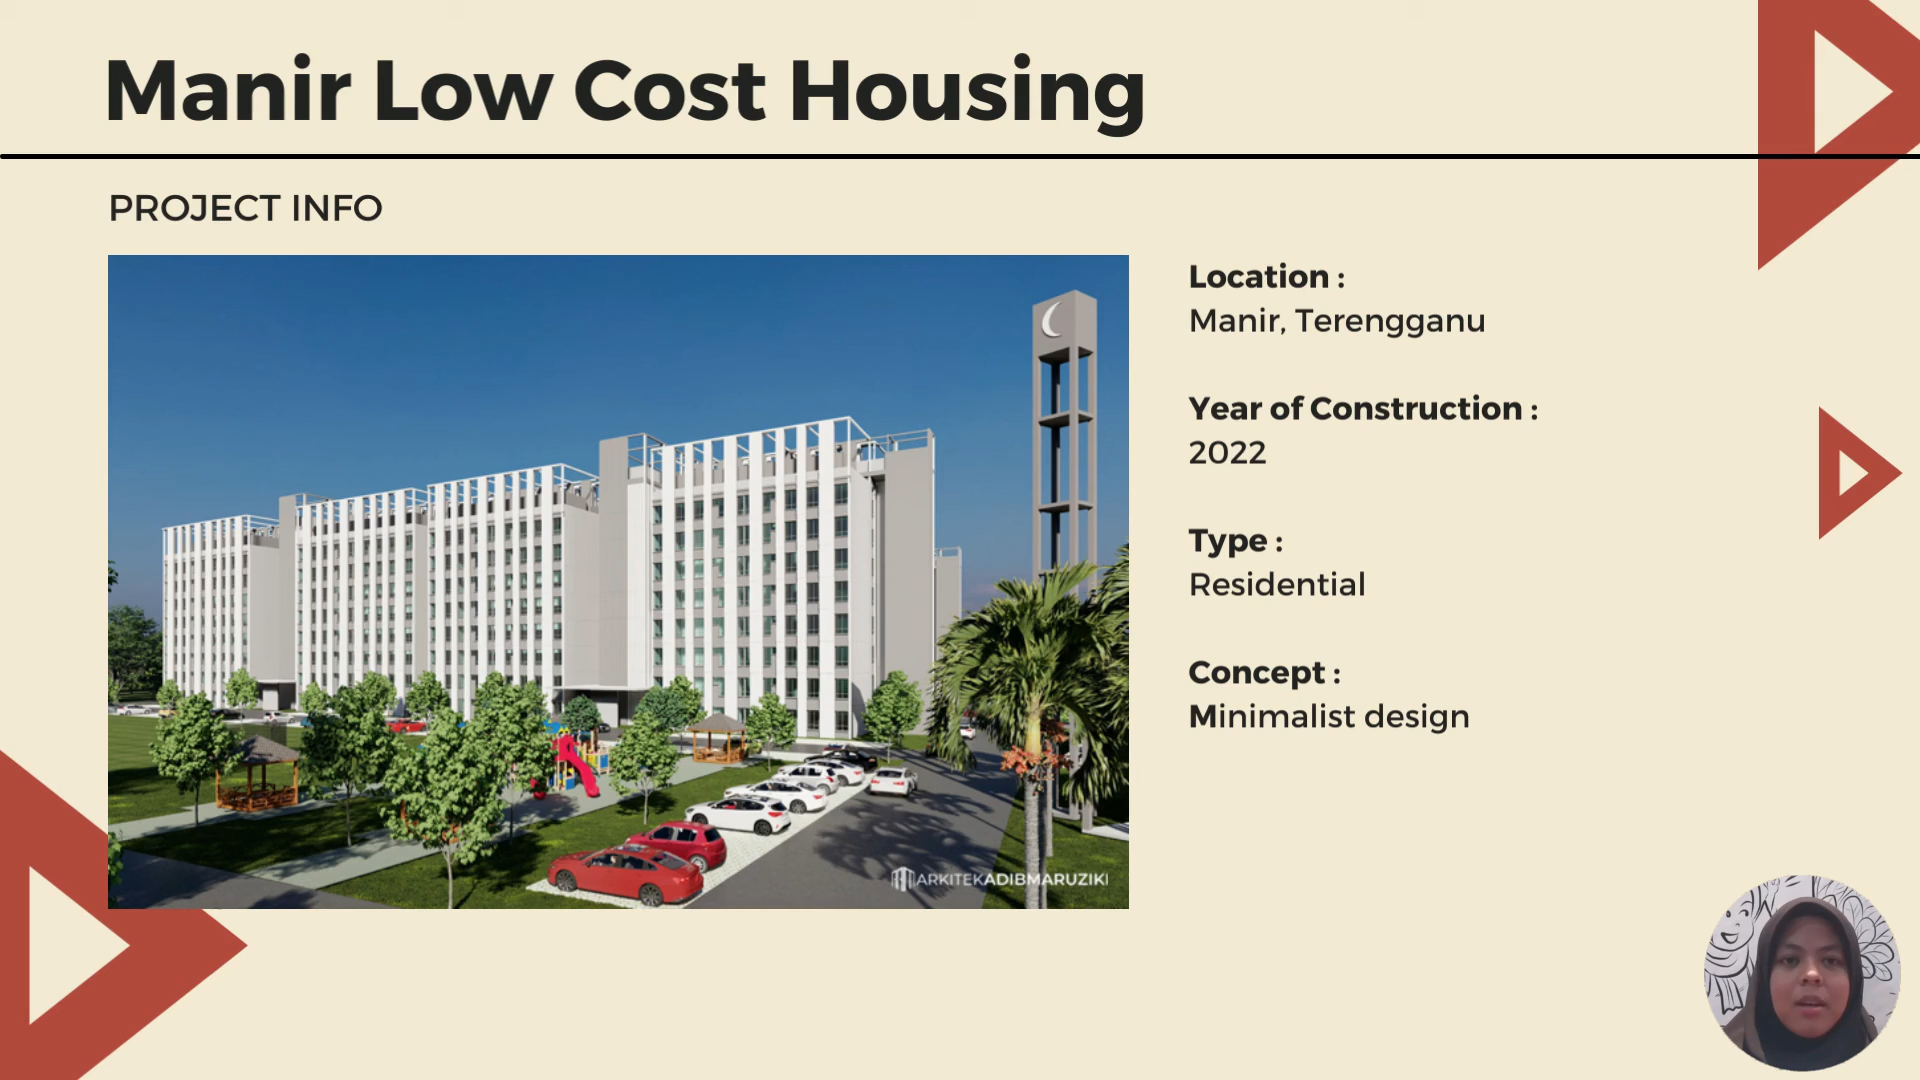 Manir Low Cost Housing
PROJECT INFO
Location :
Manir, Terengganu
Year of Construction :
2022
Type :
Residential
Concept :
Minimalist design
ARKITEKADIBMARUZIKI